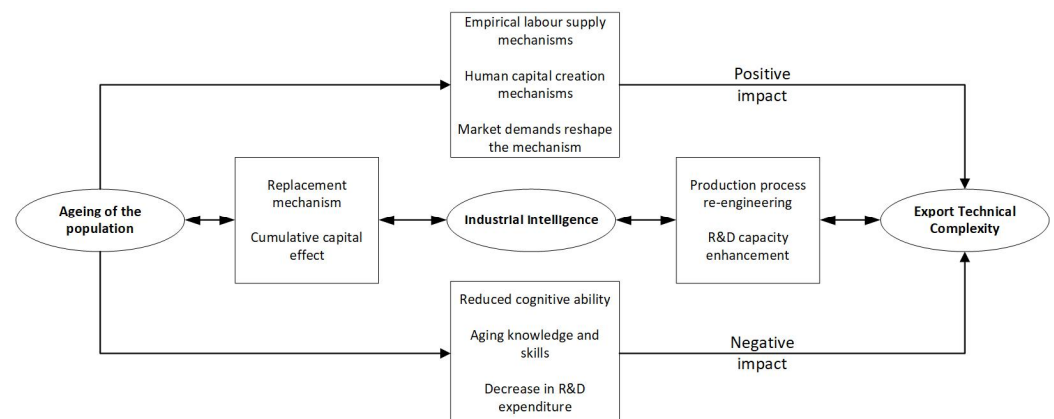 Empirical labour supply
mechanisms
Human capital creation
mechanisms
Market demands reshape
the mechanism
Positive
impact
Ageing of the
population
Replacement
mechanism
Cumulative capital
effect
Industrial Intelligence
Production process
re-engineering
R&D capacity
enhancement
Export Technical
Complexity
Reduced cognitive ability
Aging knowledge and
skills
Decrease in R&D
expenditure
Negative
impact